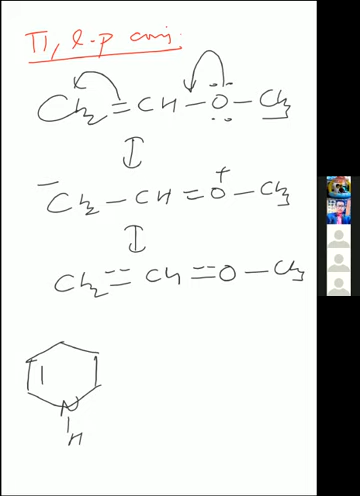 π, l-p conj.
CH₂=CH-Ö-CH₃
⁻CH₂-CH=O⁺-CH₃
CH₂=CH=O-CH₃
N
H